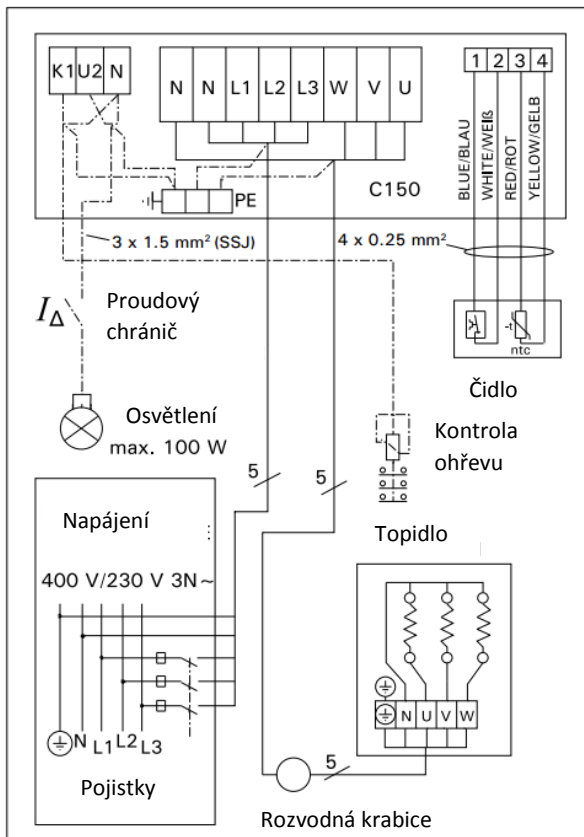 K1 U2 N
N N L1 L2 L3 W V U
1 2 3 4
BLUE/BLAU
WHITE/WEIß
RED/ROT
YELLOW/GELB
PE
C150
3 x 1.5 mm² (SSJ)
4 x 0.25 mm²
I∆
Proudový
chránič
-t
ntc
Čidlo
Osvětlení
max. 100 W
Kontrola
ohřevu
5
5
Topidlo
Napájení
400 V/230 V 3N~
N L1 L2 L3
Pojistky
N U V W
5
Rozvodná krabice